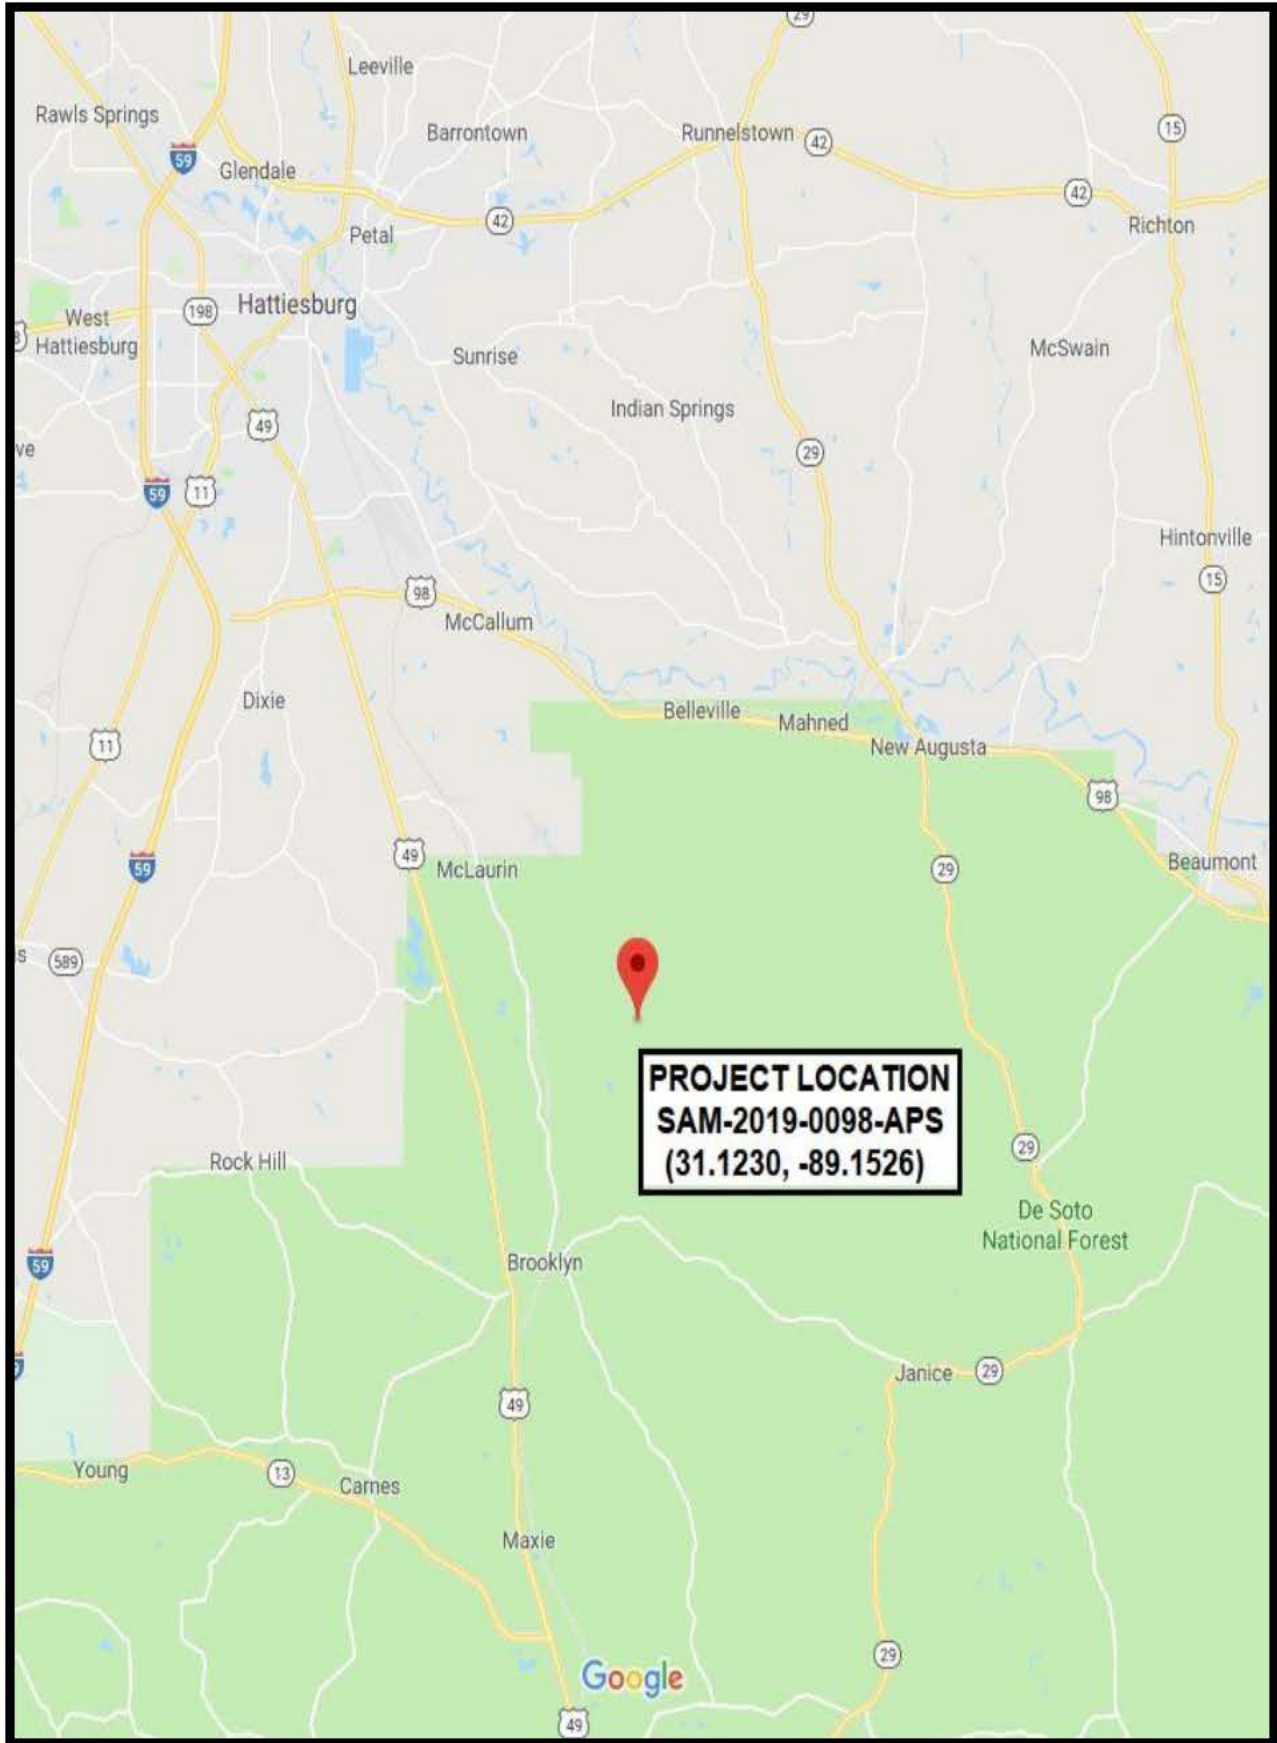 29
Leeville
Rawls Springs
Barrontown
Runnelstown
42
15
59
Glendale
42
42
Richton
Petal
198
Hattiesburg
West
Hattiesburg
McSwain
Sunrise
Indian Springs
49
ve
29
59
11
Hintonville
15
98
McCallum
Dixie
Belleville
Mahned
New Augusta
11
98
49
McLaurin
59
29
Beaumont
s
589
PROJECT LOCATION
SAM-2019-0098-APS
(31.1230, -89.1526)
29
Rock Hill
De Soto
National Forest
59
Brooklyn
Janice
29
49
Young
13
Carnes
Maxie
29
Google
49